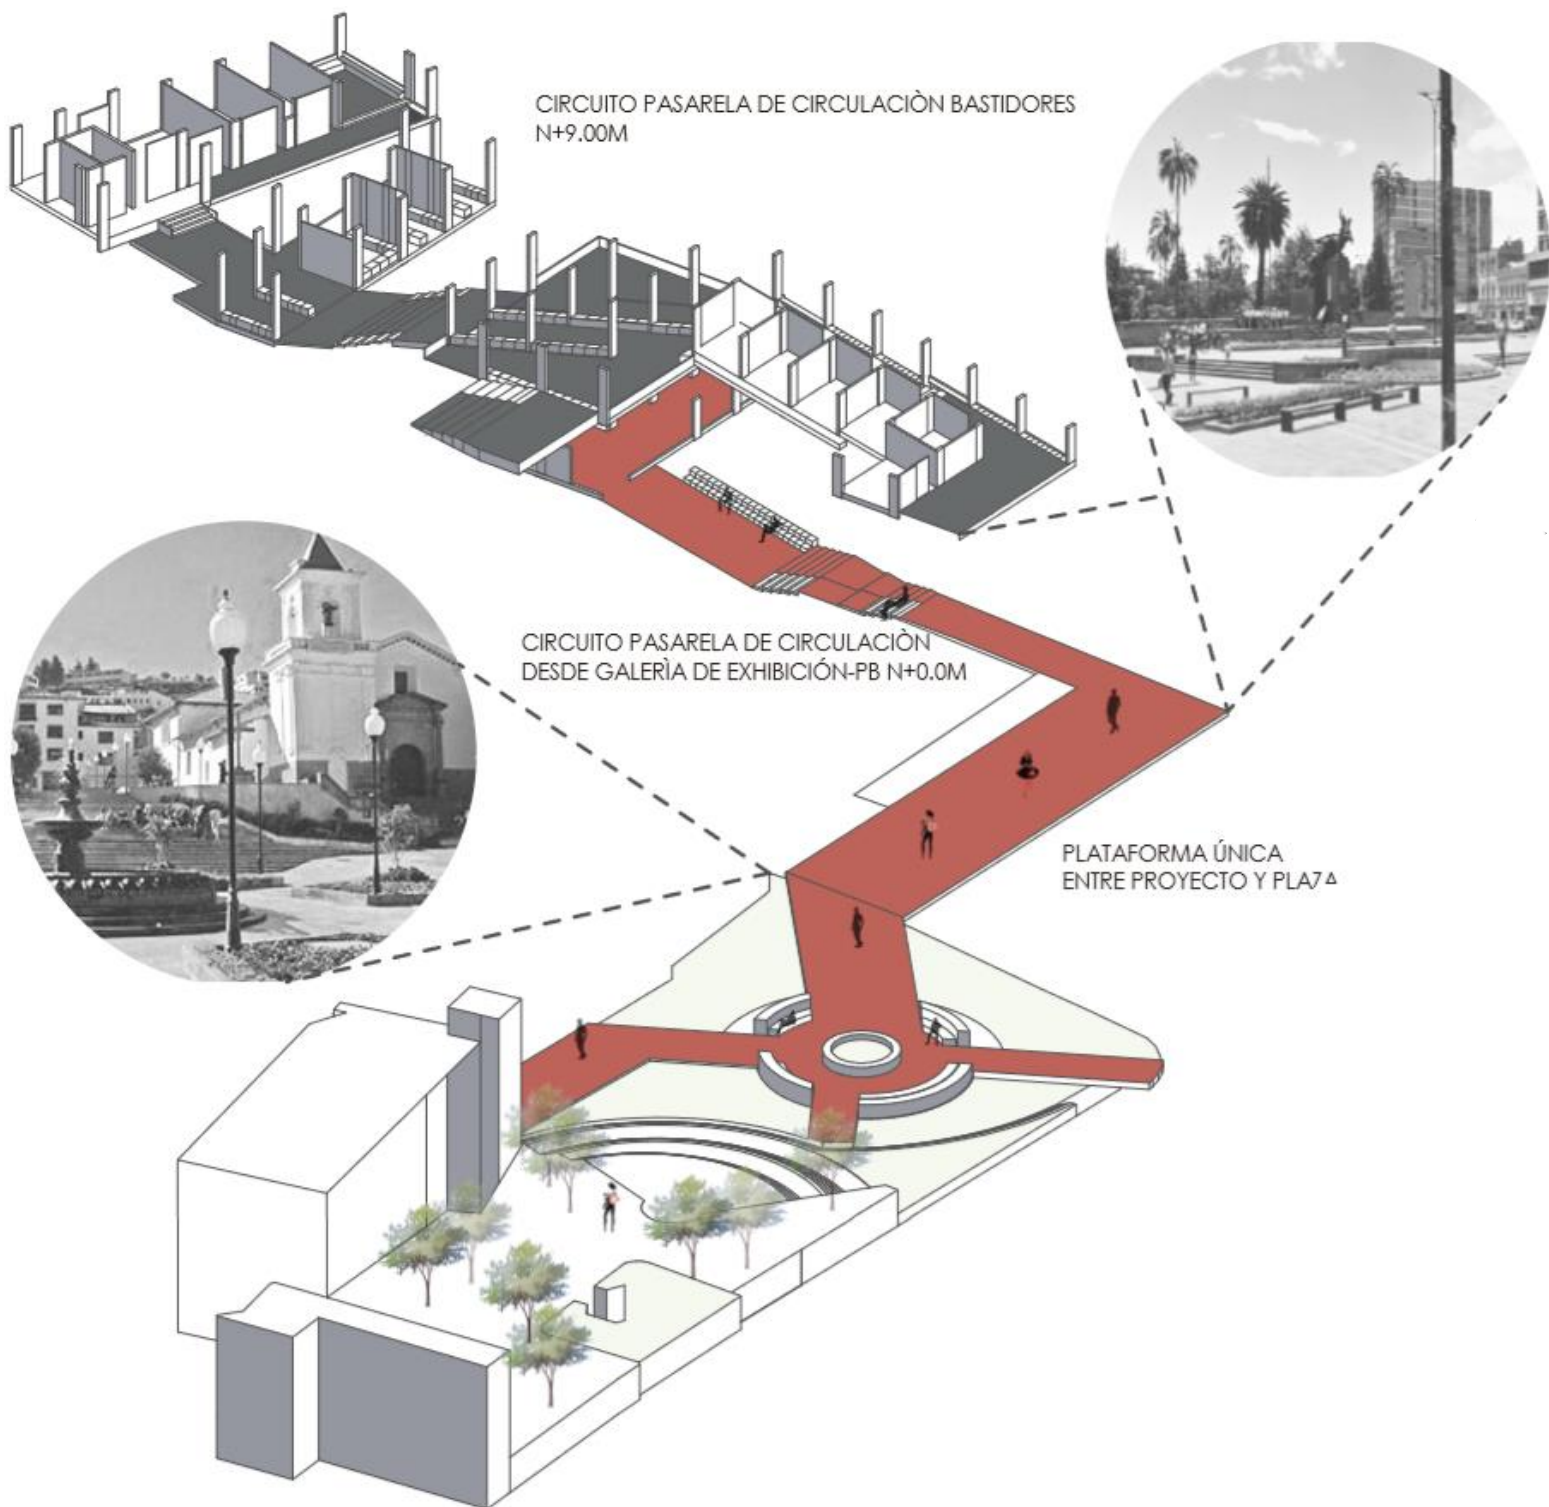 CIRCUITO PASARELA DE CIRCULACIÒN BASTIDORES
N+9.00M
CIRCUITO PASARELA DE CIRCULACIÒN
DESDE GALERÌA DE EXHIBICIÓN-PB N+0.0M
PLATAFORMA ÚNICA
ENTRE PROYECTO Y PLAZA